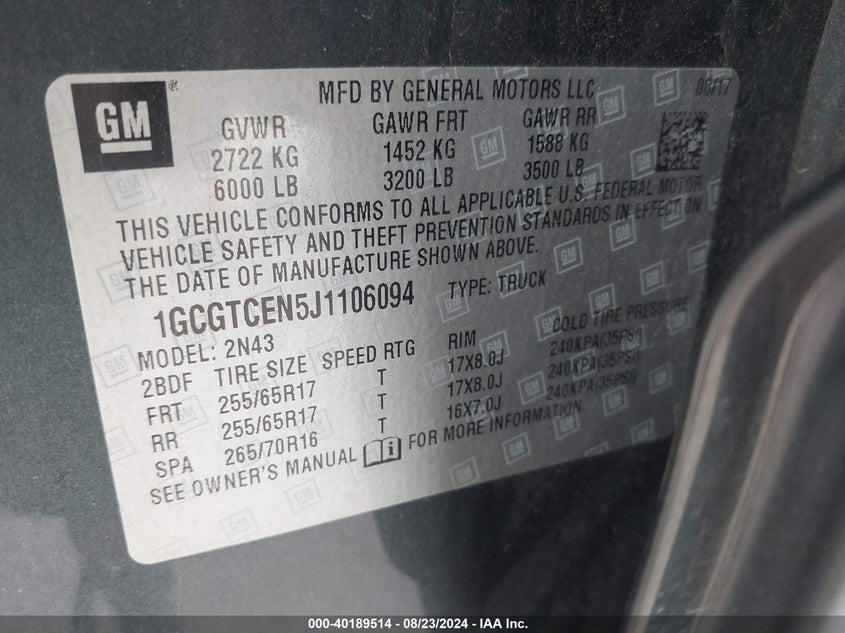 GM ®
MFD BY GENERAL MOTORS LLC 08/17
GVWR GAWR FRT GAWR RR
2722 KG 1452 KG 1588 KG
6000 LB 3200 LB 3500 LB
THIS VEHICLE CONFORMS TO ALL APPLICABLE U.S. FEDERAL MOTOR
VEHICLE SAFETY AND THEFT PREVENTION STANDARDS IN EFFECT ON
THE DATE OF MANUFACTURE SHOWN ABOVE.
1GCGTCEN5J1106094 TYPE: TRUCK
MODEL: 2N43
2BDF TIRE SIZE SPEED RTG RIM COLD TIRE PRESSURE
FRT 255/65R17 T 17X8.0J 240KPA(35PSI)
RR 255/65R17 T 17X8.0J 240KPA(35PSI)
SPA 265/70R16 T 16X7.0J 240KPA(35PSI)
SEE OWNER'S MANUAL FOR MORE INFORMATION
000-40189514 - 08/23/2024 - IAA Inc.